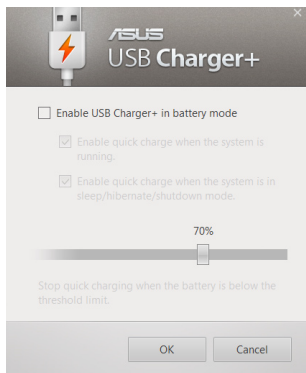 ASUS
USB Charger+
Enable USB Charger+ in battery mode
Enable quick charge when the system is
running.
Enable quick charge when the system is in
sleep/hibernate/shutdown mode.
70%
Stop quick charging when the battery is below the
threshold limit.
OK
Cancel